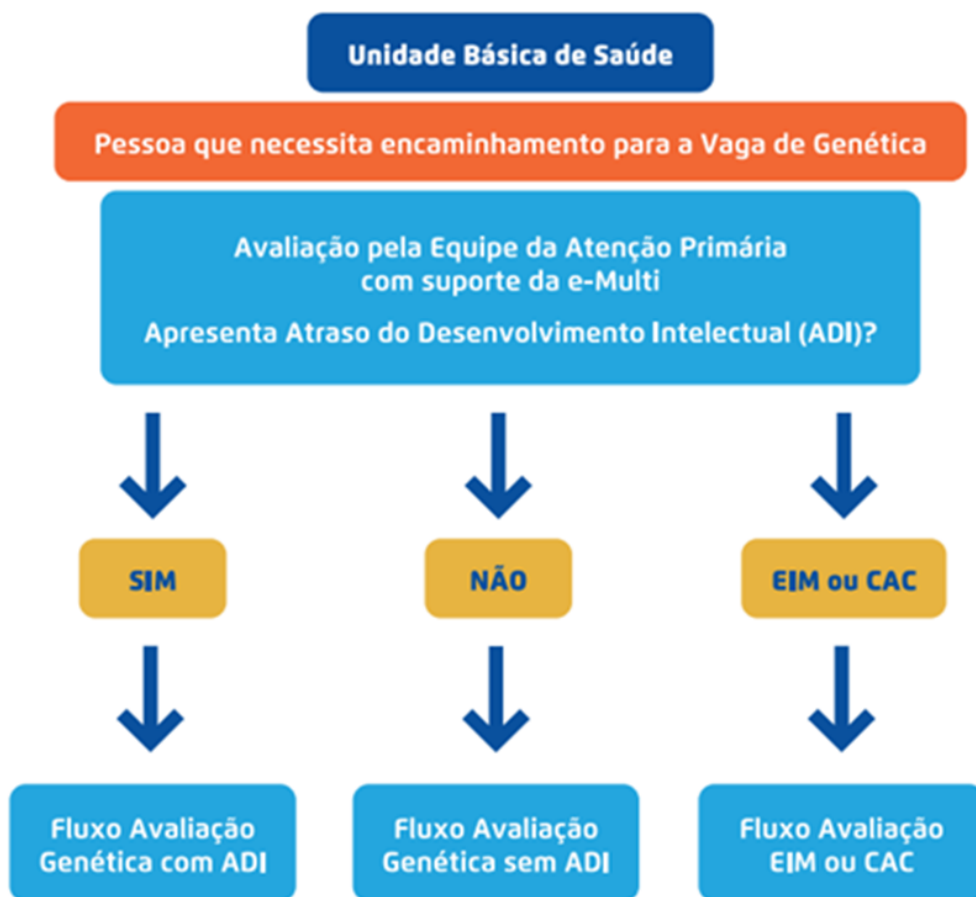 Unidade Básica de Saúde
Pessoa que necessita encaminhamento para a Vaga de Genética
Avaliação pela Equipe da Atenção Primária
com suporte da e-Multi
Apresenta Atraso do Desenvolvimento Intelectual (ADI)?
SIM
NÃO
EIM ou CAC
Fluxo Avaliação
Genética com ADI
Fluxo Avaliação
Genética sem ADI
Fluxo Avaliação
EIM ou CAC